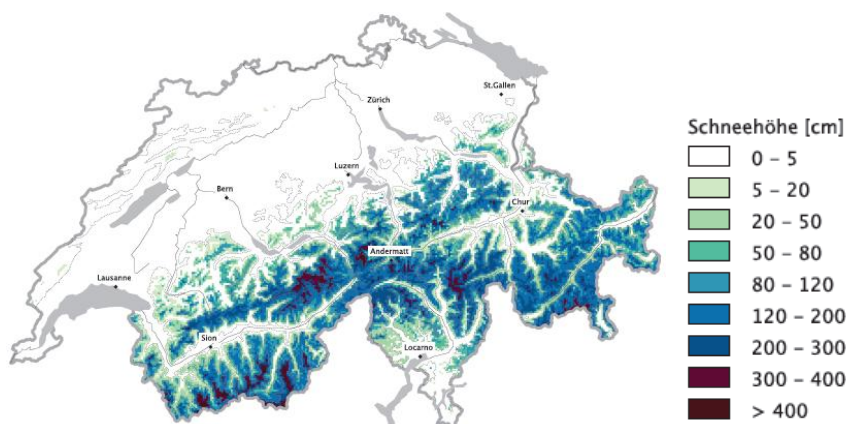 St.Gallen
Zürich
Luzern
Bern
Chur
Andermatt
Lausanne
Sion
Locarno
Schneehöhe [cm]
0 – 5
5 – 20
20 – 50
50 – 80
80 – 120
120 – 200
200 – 300
300 – 400
> 400